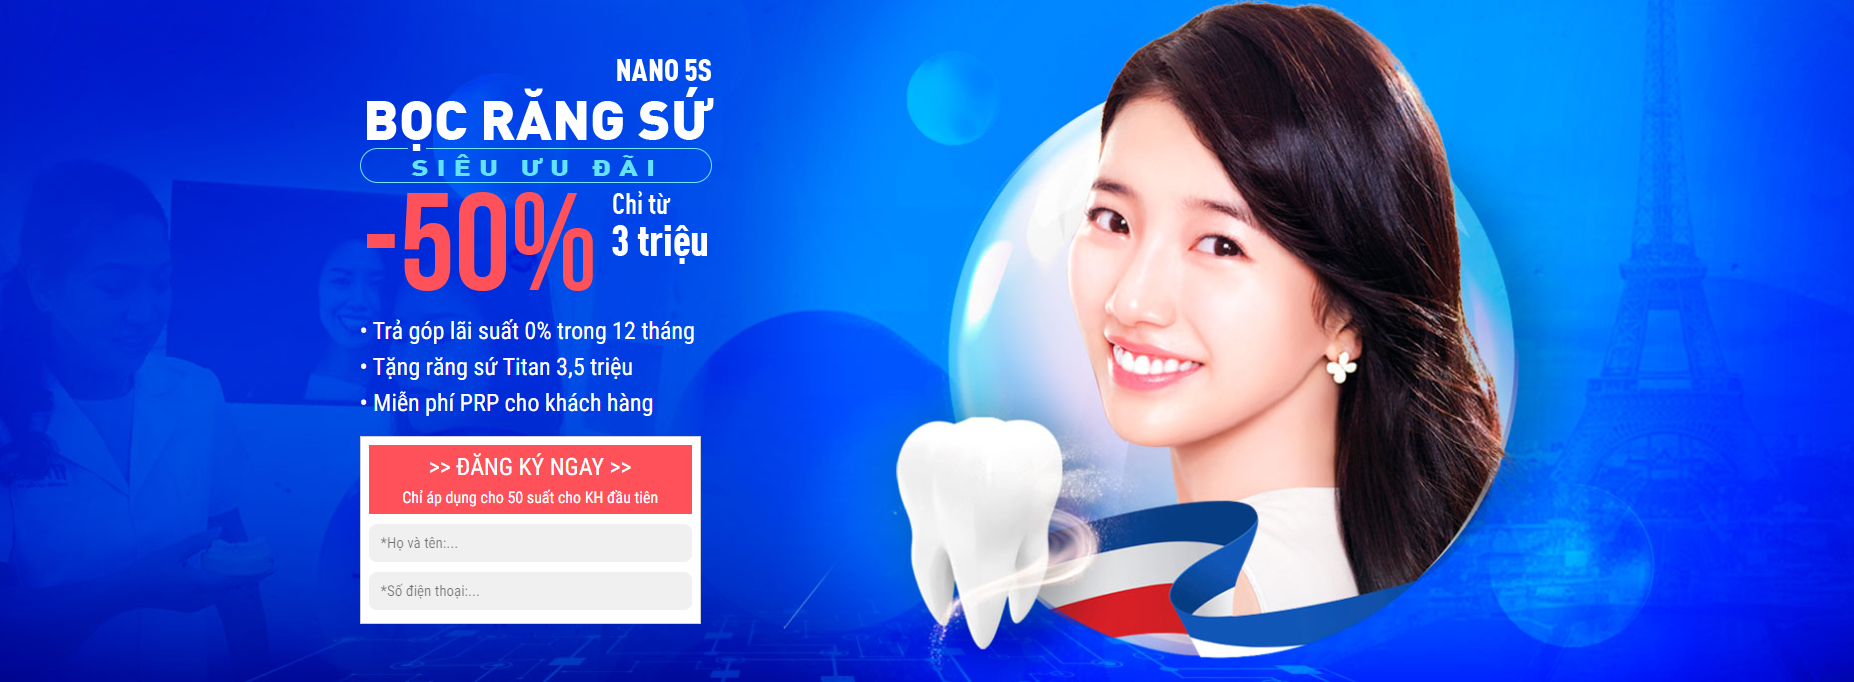 NANO 5S
BỌC RĂNG SỨ
SIÊU ƯU ĐÃI
-50%
Chỉ từ
3 triệu
• Trả góp lãi suất 0% trong 12 tháng
• Tặng răng sứ Titan 3,5 triệu
• Miễn phí PRP cho khách hàng
>> ĐĂNG KÝ NGAY >>
Chỉ áp dụng cho 50 suất cho KH đầu tiên
*Họ và tên:...
*Số điện thoại:...